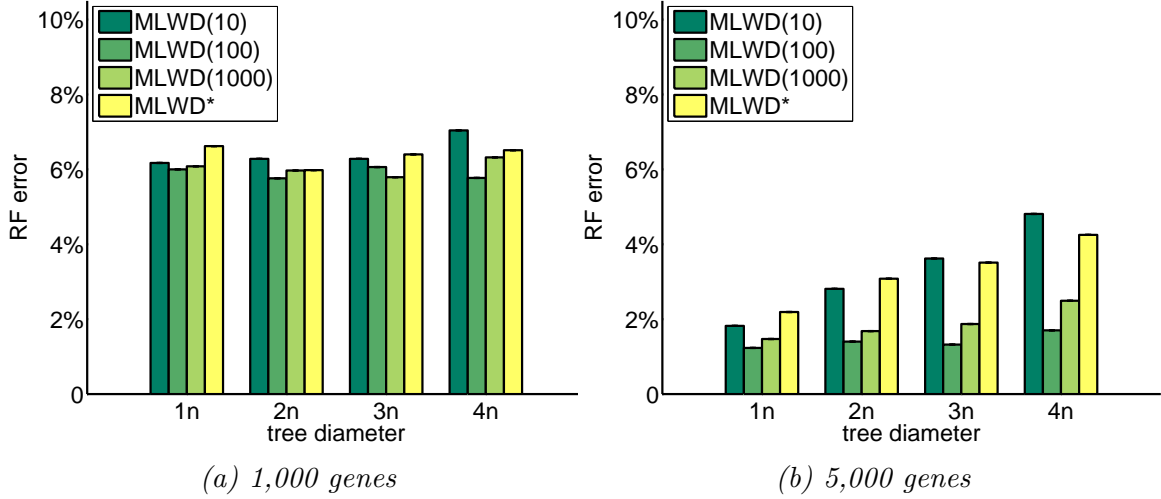 10%
8%
6%
4%
2%
0
RF error
MLWD(10)
MLWD(100)
MLWD(1000)
MLWD*
1n 2n 3n 4n
tree diameter
(a) 1,000 genes
10%
8%
6%
4%
2%
0
RF error
MLWD(10)
MLWD(100)
MLWD(1000)
MLWD*
1n 2n 3n 4n
tree diameter
(b) 5,000 genes